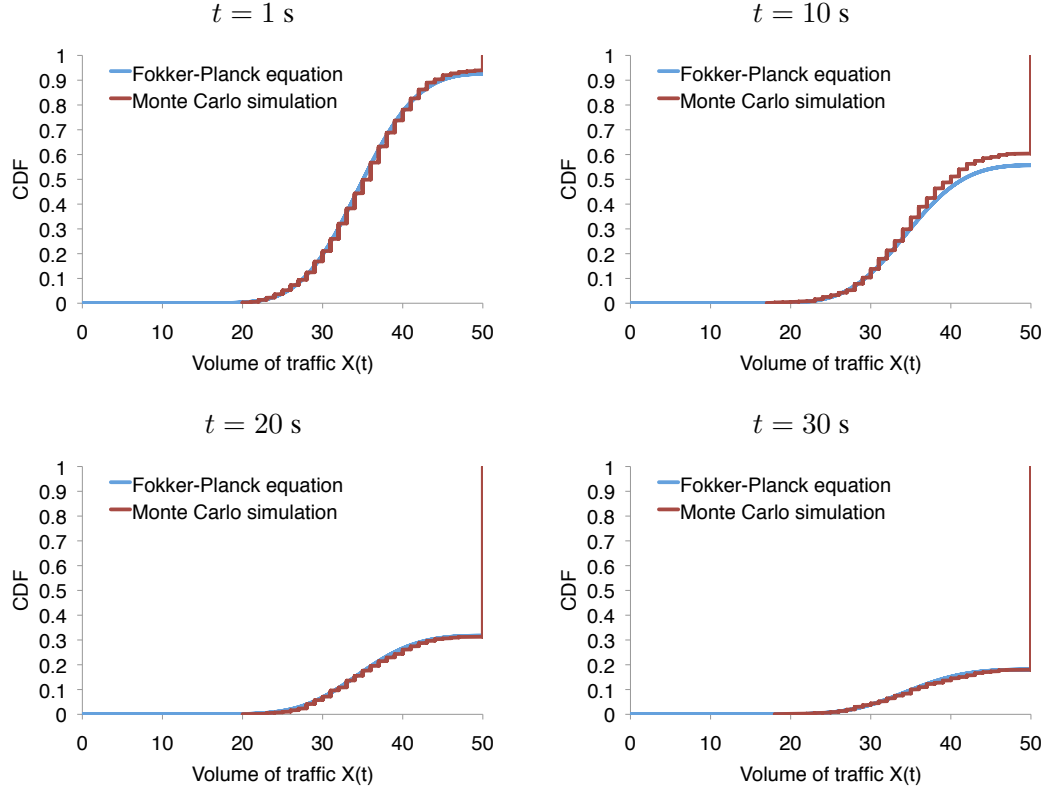 t = 1 s
t = 10 s
1
0.9
0.8
0.7
0.6
0.5
0.4
0.3
0.2
0.1
0
CDF
Fokker-Planck equation
Monte Carlo simulation
0 10 20 30 40 50
Volume of traffic X(t)
1
0.9
0.8
0.7
0.6
0.5
0.4
0.3
0.2
0.1
0
CDF
Fokker-Planck equation
Monte Carlo simulation
0 10 20 30 40 50
Volume of traffic X(t)
t = 20 s
t = 30 s
1
0.9
0.8
0.7
0.6
0.5
0.4
0.3
0.2
0.1
0
CDF
Fokker-Planck equation
Monte Carlo simulation
0 10 20 30 40 50
Volume of traffic X(t)
1
0.9
0.8
0.7
0.6
0.5
0.4
0.3
0.2
0.1
0
CDF
Fokker-Planck equation
Monte Carlo simulation
0 10 20 30 40 50
Volume of traffic X(t)